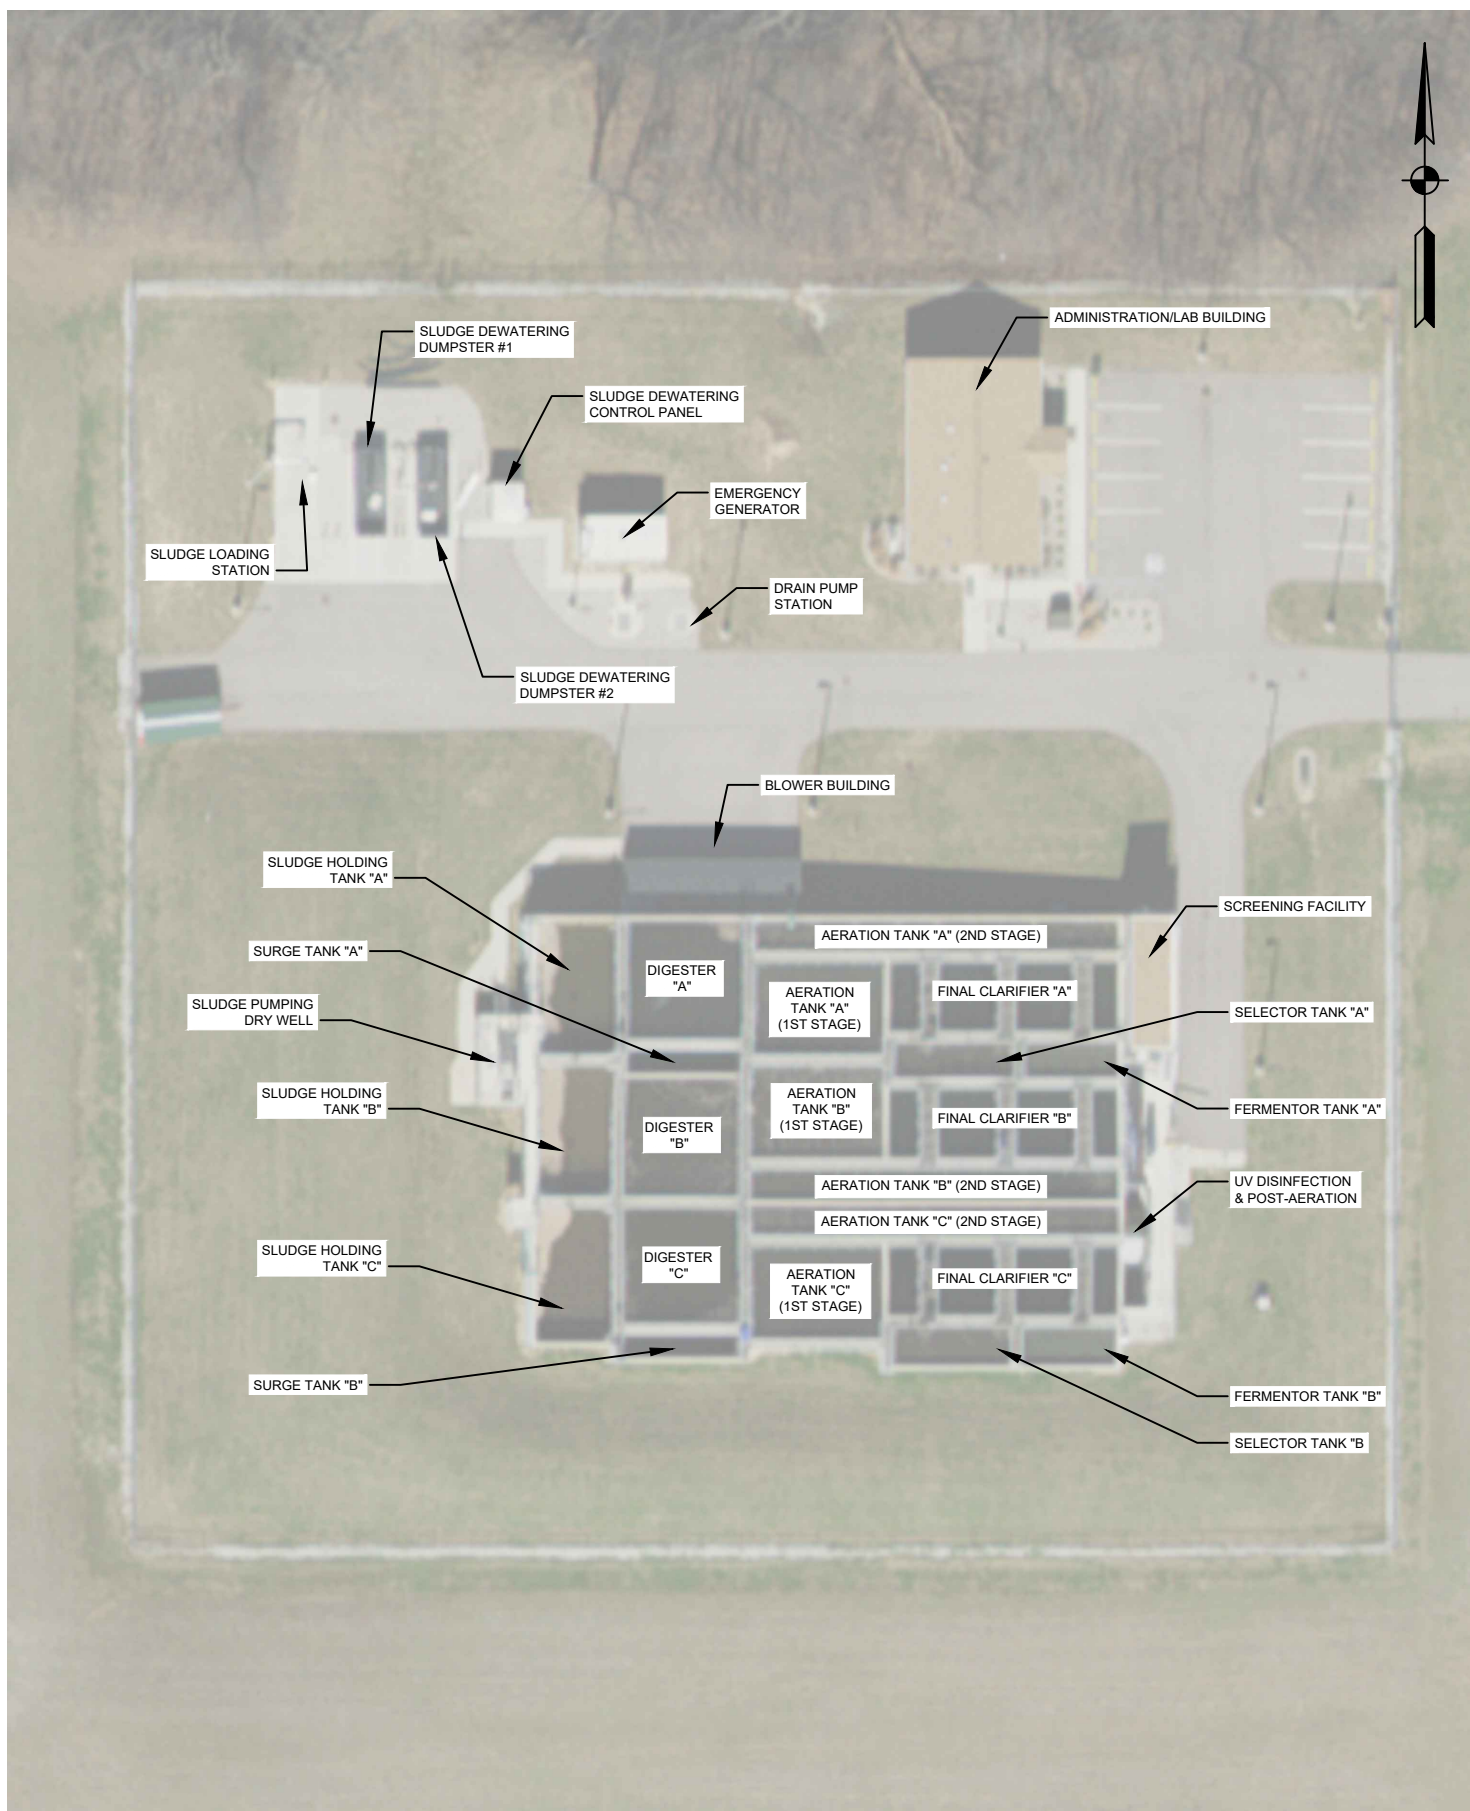 ADMINISTRATION/LAB BUILDING
SLUDGE DEWATERING
DUMPSTER #1
SLUDGE DEWATERING
CONTROL PANEL
EMERGENCY
GENERATOR
SLUDGE LOADING
STATION
DRAIN PUMP
STATION
SLUDGE DEWATERING
DUMPSTER #2
BLOWER BUILDING
SLUDGE HOLDING
TANK "A"
SCREENING FACILITY
AERATION TANK "A" (2ND STAGE)
SURGE TANK "A"
DIGESTER
"A"
AERATION
TANK "A"
(1ST STAGE)
FINAL CLARIFIER "A"
SLUDGE PUMPING
DRY WELL
SELECTOR TANK "A"
SLUDGE HOLDING
TANK "B"
AERATION
TANK "B"
(1ST STAGE)
FERMENTOR TANK "A"
FINAL CLARIFIER "B"
DIGESTER
"B"
AERATION TANK "B" (2ND STAGE)
UV DISINFECTION
& POST-AERATION
AERATION TANK "C" (2ND STAGE)
SLUDGE HOLDING
TANK "C"
DIGESTER
"C"
AERATION
TANK "C"
(1ST STAGE)
FINAL CLARIFIER "C"
SURGE TANK "B"
FERMENTOR TANK "B"
SELECTOR TANK "B